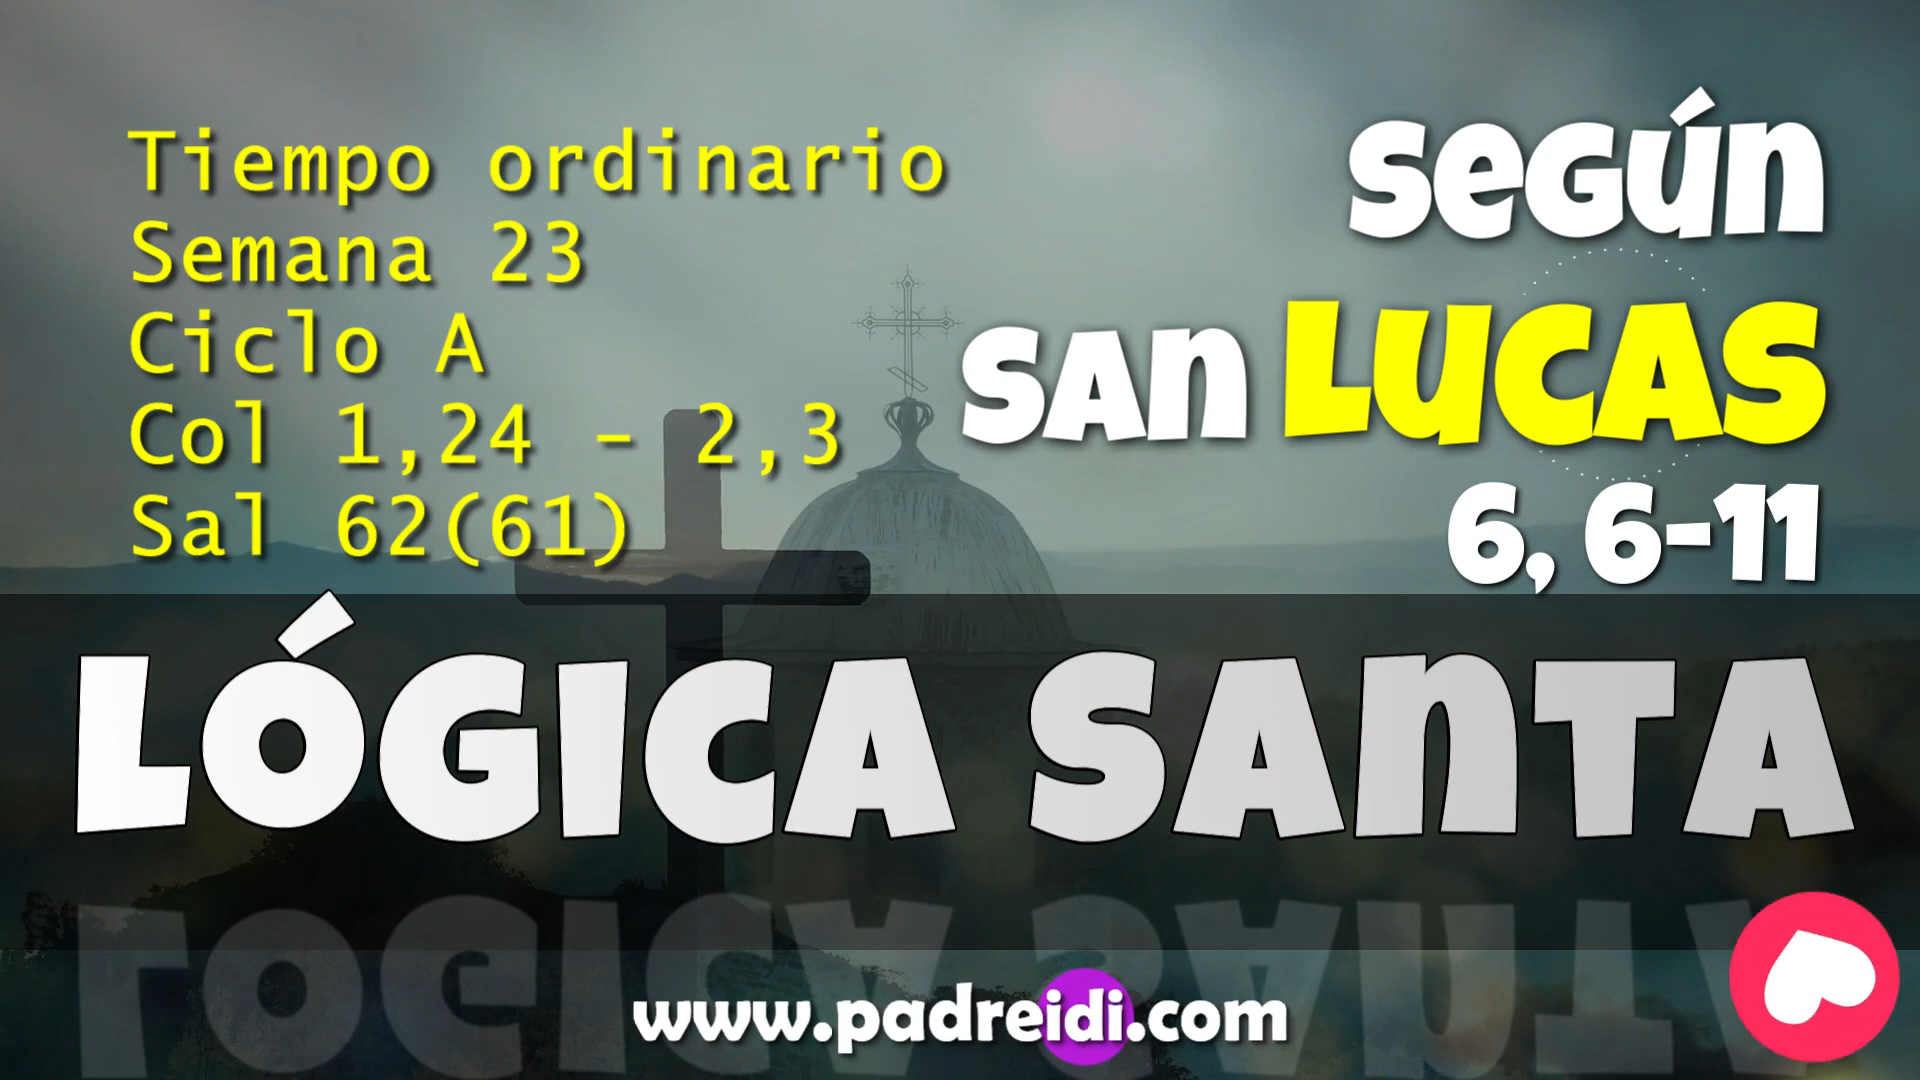 Tiempo ordinario
Semana 23
Ciclo A
Col 1,24 - 2,3
Sal 62(61)
según
san LUCAS
6, 6-11
LÓGICA SANTA
www.padreidi.com